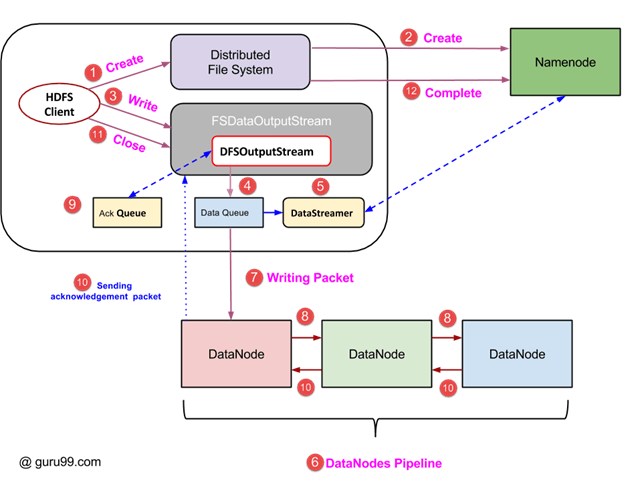 1 Create
Distributed
File System
2 Create
Namenode
HDFS
Client
3 Write
12 Complete
11 Close
FSDataOutputStream
DFSOutputStream
9
Ack Queue
4
Data Queue
5
DataStreamer
10 Sending
acknowledgement packet
7 Writing Packet
DataNode
8
10
DataNode
8
10
DataNode
6 DataNodes Pipeline
@ guru99.com